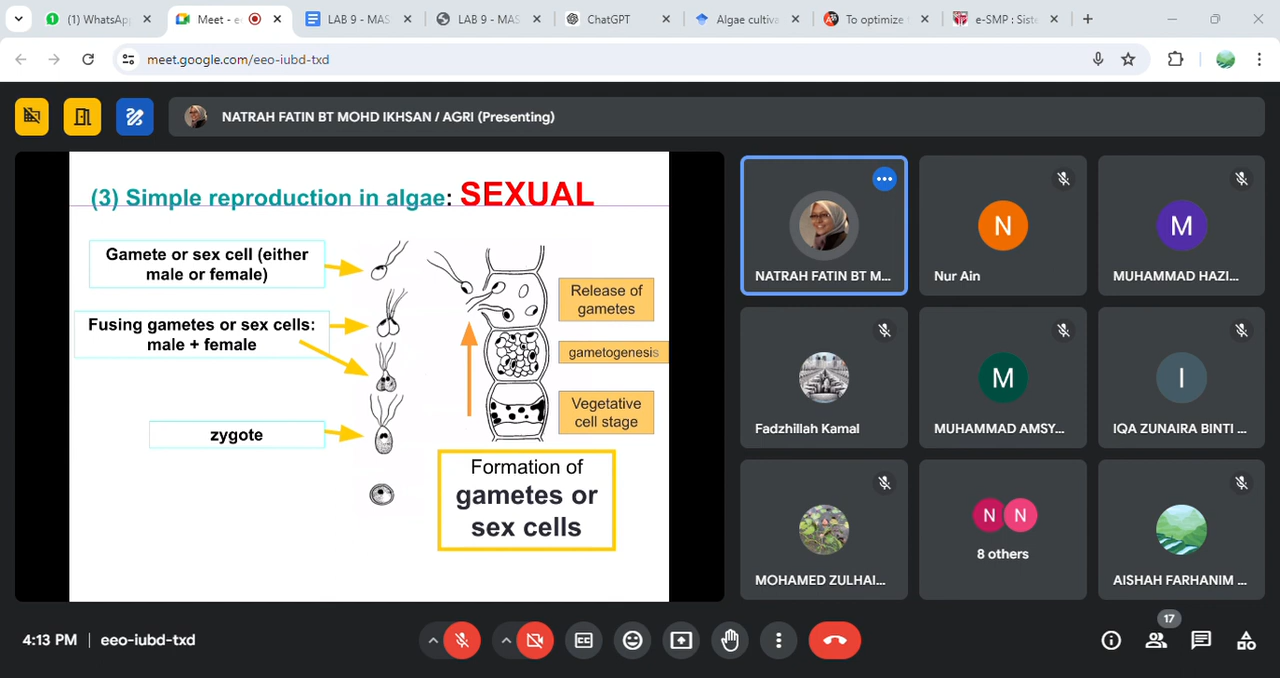 (1) WhatsApp
Meet - ee
LAB 9 - MAS
LAB 9 - MAS
ChatGPT
Algae cultiva
To optimize
e-SMP : Siste
meet.google.com/eeo-iubd-txd
NATRAH FATIN BT MOHD IKHSAN / AGRI (Presenting)
(3) Simple reproduction in algae: SEXUAL
Gamete or sex cell (either
male or female)
Fusing gametes or sex cells:
male + female
zygote
Release of
gametes
gametogenesis
Vegetative
cell stage
Formation of
gametes or
sex cells
NATRAH FATIN BT M...
N
Nur Ain
M
MUHAMMAD HAZI...
Fadzhillah Kamal
M
MUHAMMAD AMSY...
I
IQA ZUNAIRA BINTI ...
MOHAMED ZULHAI...
N N
8 others
AISHAH FARHANIM ...
4:13 PM | eeo-iubd-txd
17